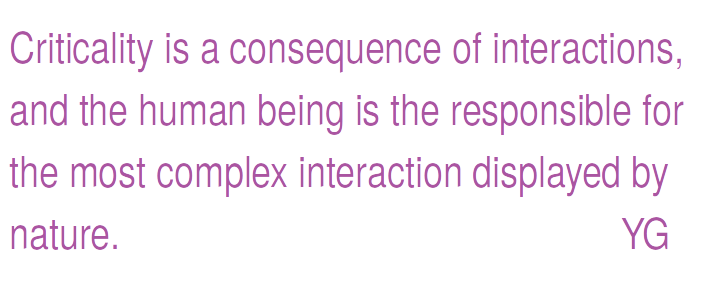 Criticality is a consequence of interactions,
and the human being is the responsible for
the most complex interaction displayed by
nature. YG